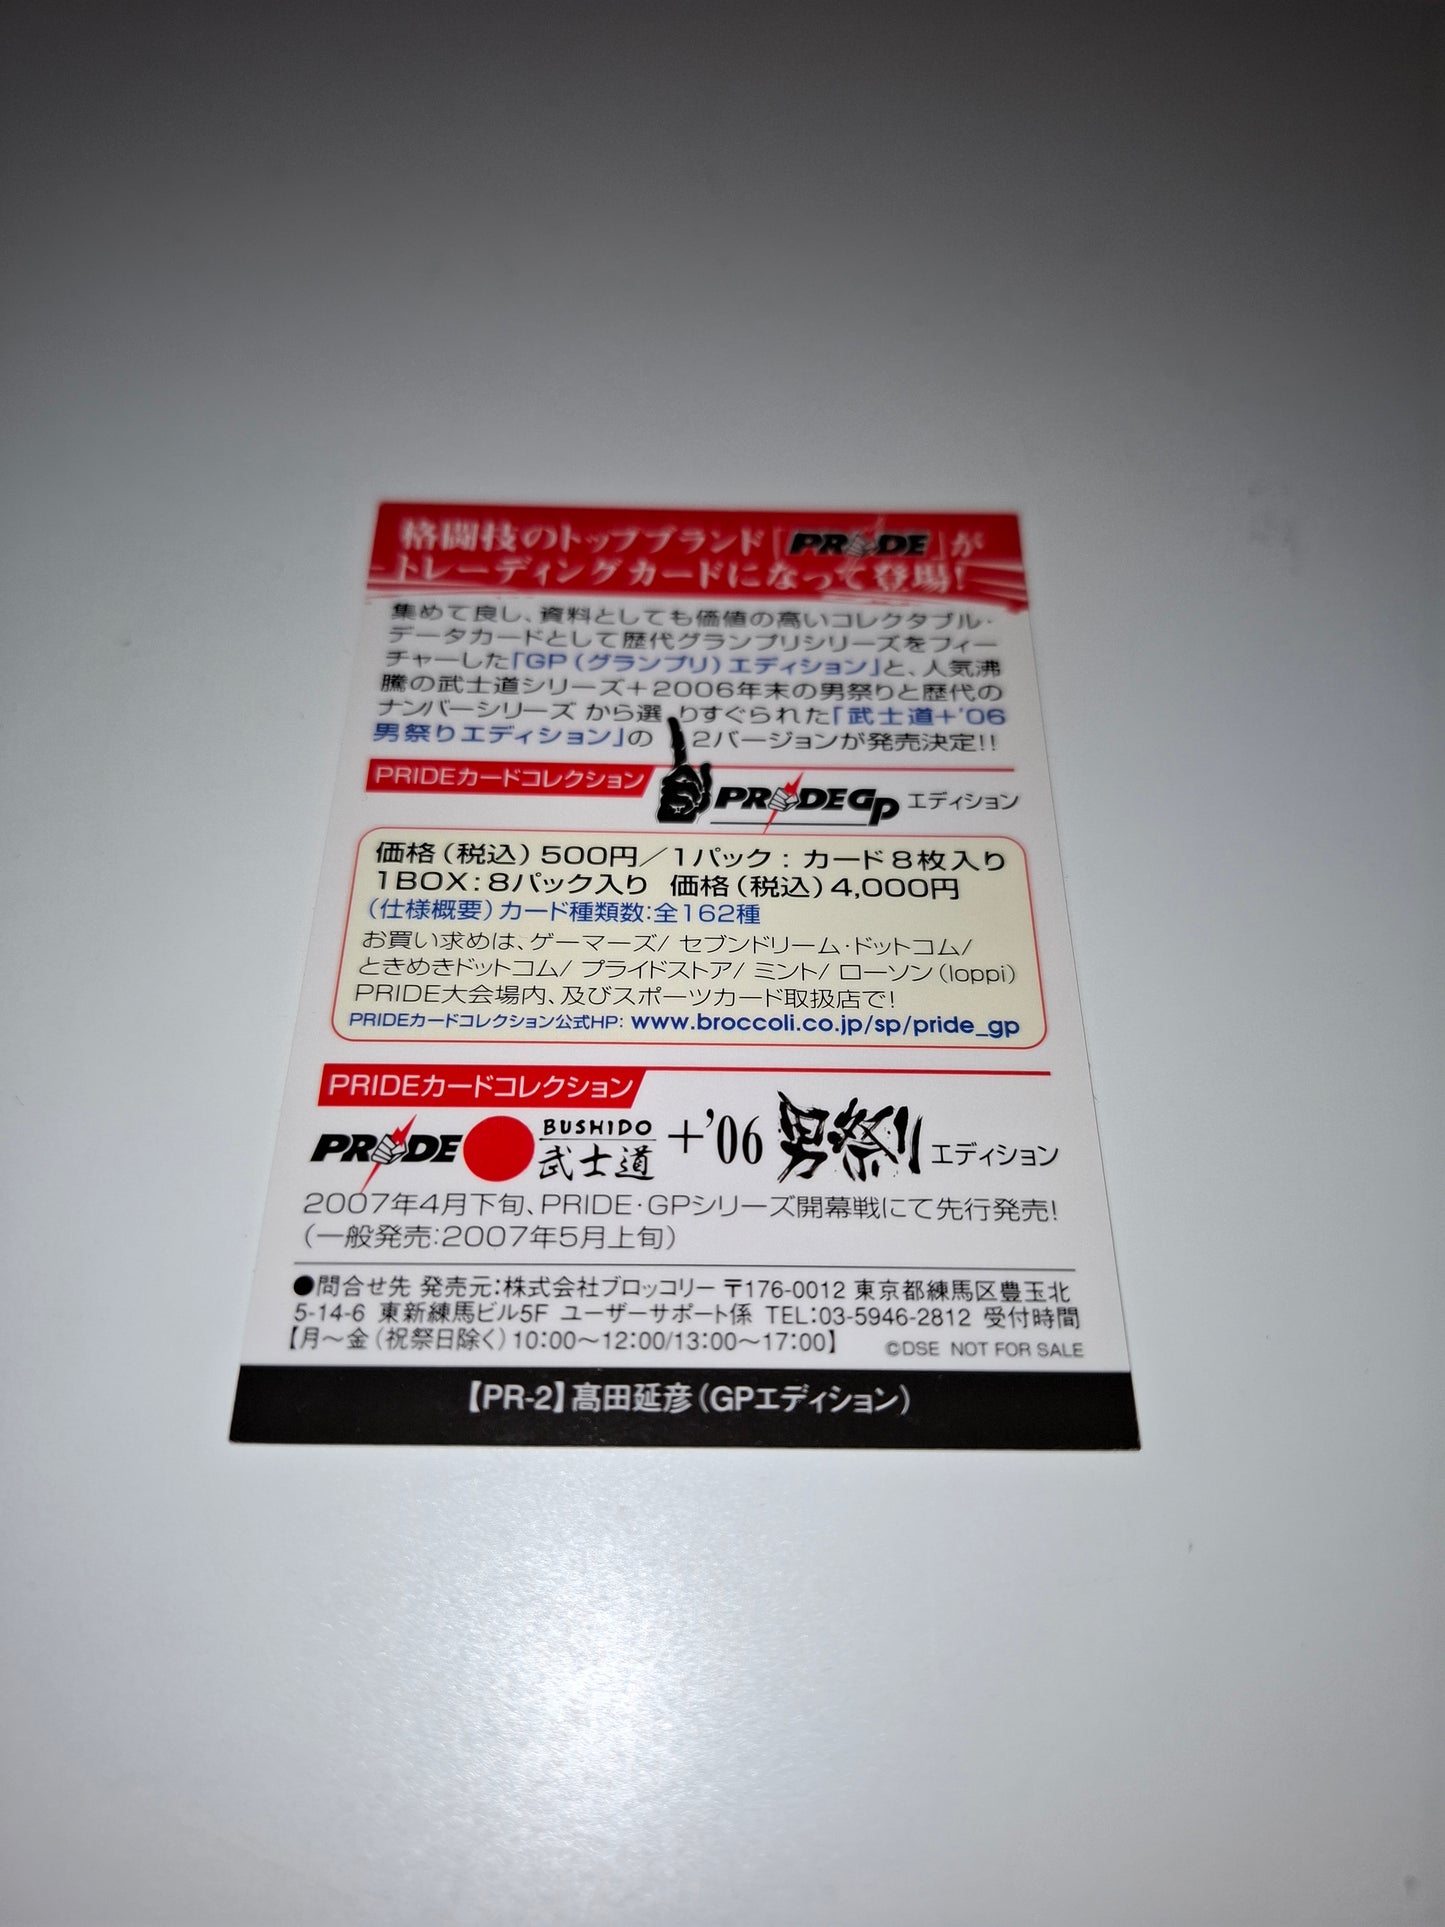 格闘技のトップブランド「PRIDE」が
トレーディングカードになって登場!
集めて良し、資料としても価値の高いコレクタブル・
データカードとして歴代グランプリシリーズをフィー
チャーした「GP(グランプリ)エディション」と、人気沸
騰の武士道シリーズ+2006年末の男祭りと歴代の
ナンバーシリーズ から選 りすぐられた「武士道+'06
男祭りエディション」の 2バージョンが発売決定!!
PRIDEカードコレクション PRIDE GP エディション
価格(税込)500円/1パック: カード8枚入り
1BOX:8パック入り 価格(税込)4,000円
(仕様概要)カード種類数:全162種
お買い求めは、ゲーマーズ/ セブンドリーム・ドットコム/
ときめきドットコム/ プライドストア/ ミント/ ローソン(loppi)
PRIDE大会場内、及びスポーツカード取扱店で!
PRIDEカードコレクション公式HP: www.broccoli.co.jp/sp/pride_gp
PRIDEカードコレクション
PRIDE BUSHIDO 武士道 +'06 男祭り エディション
2007年4月下旬、PRIDE・GPシリーズ開幕戦にて先行発売!
(一般発売:2007年5月上旬)
●問合せ先 発売元:株式会社ブロッコリー 〒176-0012 東京都練馬区豊玉北
5-14-6 東新練馬ビル5F ユーザーサポート係 TEL:03-5946-2812 受付時間
【月〜金(祝祭日除く)10:00〜12:00/13:00〜17:00】 ©DSE NOT FOR SALE
【PR-2】髙田延彦(GPエディション)